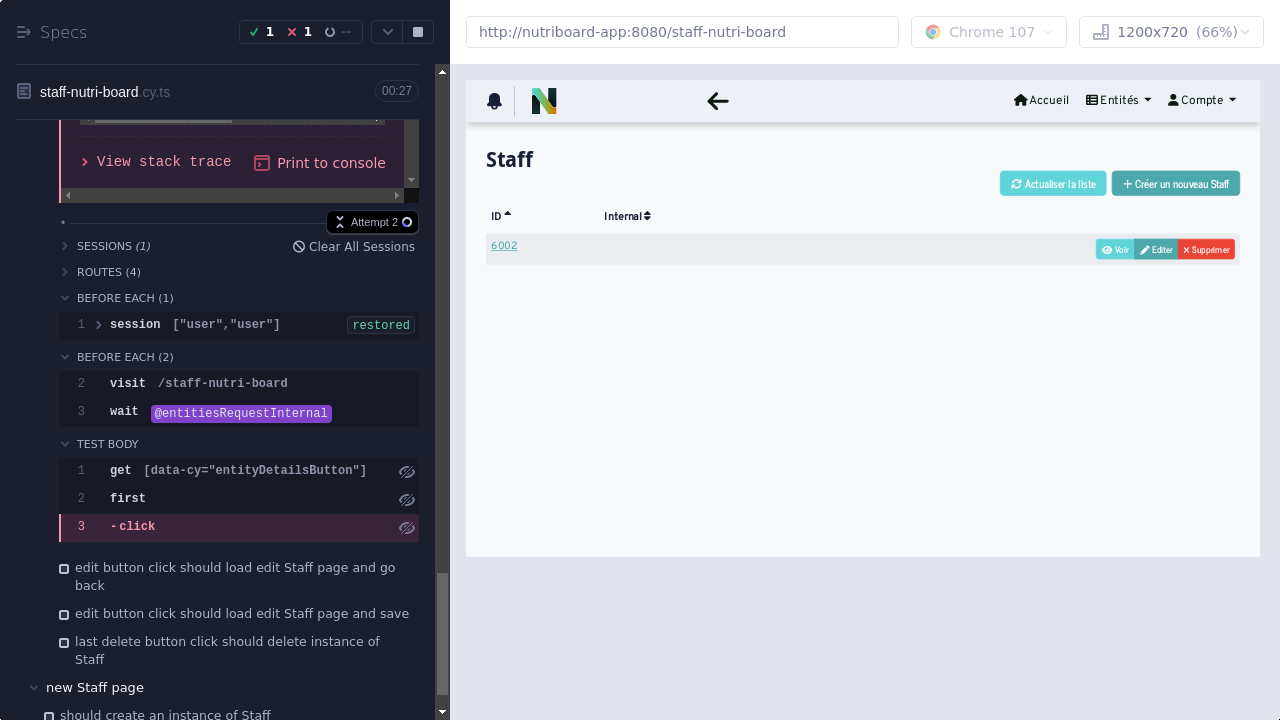 Specs
1
1
--
staff-nutri-board.cy.ts
00:27
View stack trace
Print to console
Attempt 2
SESSIONS (1)
Clear All Sessions
ROUTES (4)
BEFORE EACH (1)
1 session ["user","user"] restored
BEFORE EACH (2)
2 visit /staff-nutri-board
3 wait @entitiesRequestInternal
TEST BODY
1 get [data-cy="entityDetailsButton"]
2 first
3 -click
edit button click should load edit Staff page and go
back
edit button click should load edit Staff page and save
last delete button click should delete instance of
Staff
new Staff page
should create an instance of Staff
http://nutriboard-app:8080/staff-nutri-board
Chrome 107
1200x720 (66%)
Accueil
Entités
Compte
Staff
Actualiser la liste
Créer un nouveau Staff
ID
Internal
6002
Voir
Editer
Supprimer